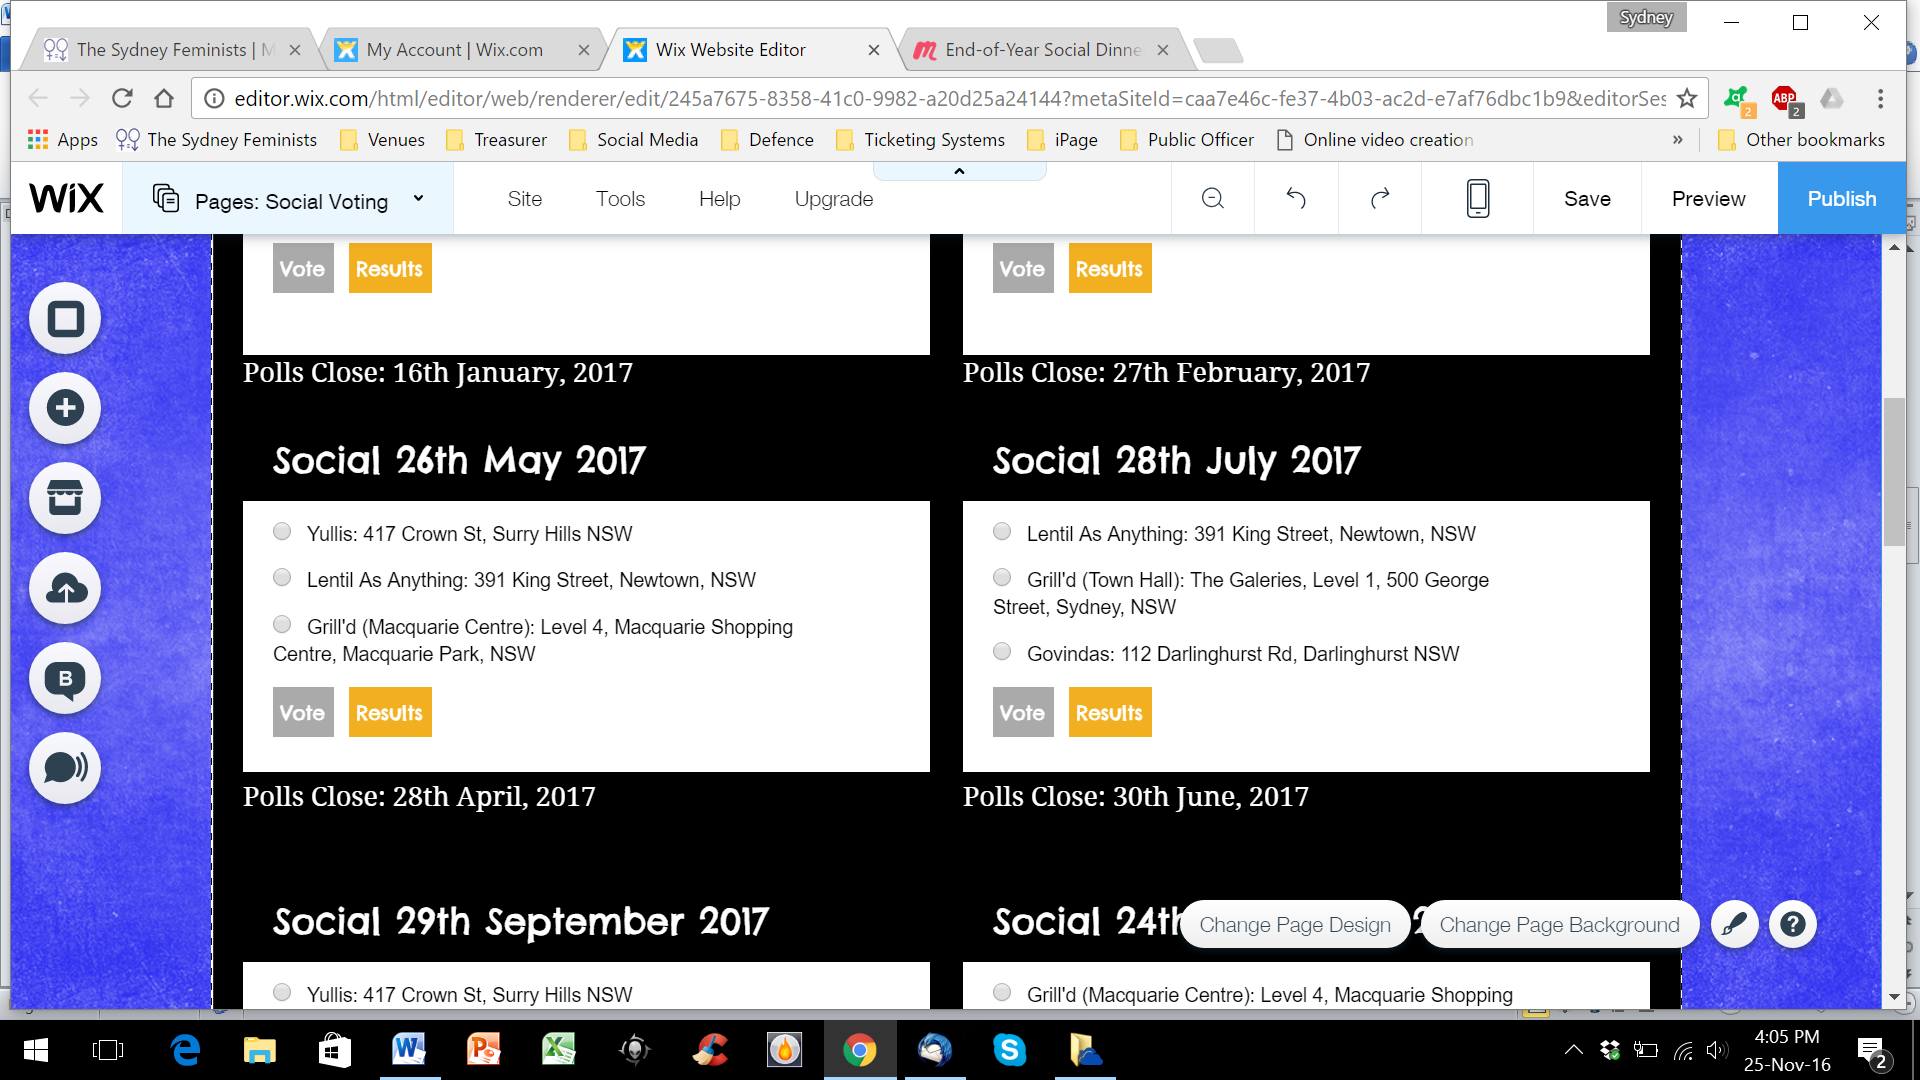 Sydney
The Sydney Feminists | M
My Account | Wix.com
Wix Website Editor
End-of-Year Social Dinne
editor.wix.com/html/editor/web/renderer/edit/245a7675-8358-41c0-9982-a20d25a24144?metaSiteId=caa7e46c-fe37-4b03-ac2d-e7af76dbc1b9&editorSes
2
ABP
2
Apps
The Sydney Feminists
Venues
Treasurer
Social Media
Defence
Ticketing Systems
iPage
Public Officer
Online video creation
»
Other bookmarks
WiX
Pages: Social Voting
Site
Tools
Help
Upgrade
Save
Preview
Publish
Vote
Results
Vote
Results
Polls Close: 16th January, 2017
Polls Close: 27th February, 2017
Social 26th May 2017
Social 28th July 2017
Yullis: 417 Crown St, Surry Hills NSW
Lentil As Anything: 391 King Street, Newtown, NSW
Grill'd (Macquarie Centre): Level 4, Macquarie Shopping
Centre, Macquarie Park, NSW
Vote
Results
Lentil As Anything: 391 King Street, Newtown, NSW
Grill'd (Town Hall): The Galeries, Level 1, 500 George
Street, Sydney, NSW
Govindas: 112 Darlinghurst Rd, Darlinghurst NSW
Vote
Results
Polls Close: 28th April, 2017
Polls Close: 30th June, 2017
Social 29th September 2017
Social 24th
Change Page Design
Change Page Background
?
Yullis: 417 Crown St, Surry Hills NSW
Grill'd (Macquarie Centre): Level 4, Macquarie Shopping
B
4:05 PM
25-Nov-16
2